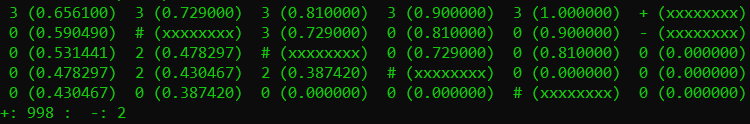 3 (0.656100) 3 (0.729000) 3 (0.810000) 3 (0.900000) 3 (1.000000) + (xxxxxxxx)
0 (0.590490) # (xxxxxxxx) 3 (0.729000) 0 (0.810000) 0 (0.900000) - (xxxxxxxx)
0 (0.531441) 2 (0.478297) # (xxxxxxxx) 0 (0.729000) 0 (0.810000) 0 (0.000000)
0 (0.478297) 2 (0.430467) 2 (0.387420) # (xxxxxxxx) 0 (0.000000) 0 (0.000000)
0 (0.430467) 0 (0.387420) 0 (0.000000) 0 (0.000000) # (xxxxxxxx) 0 (0.000000)
+: 998 : -: 2